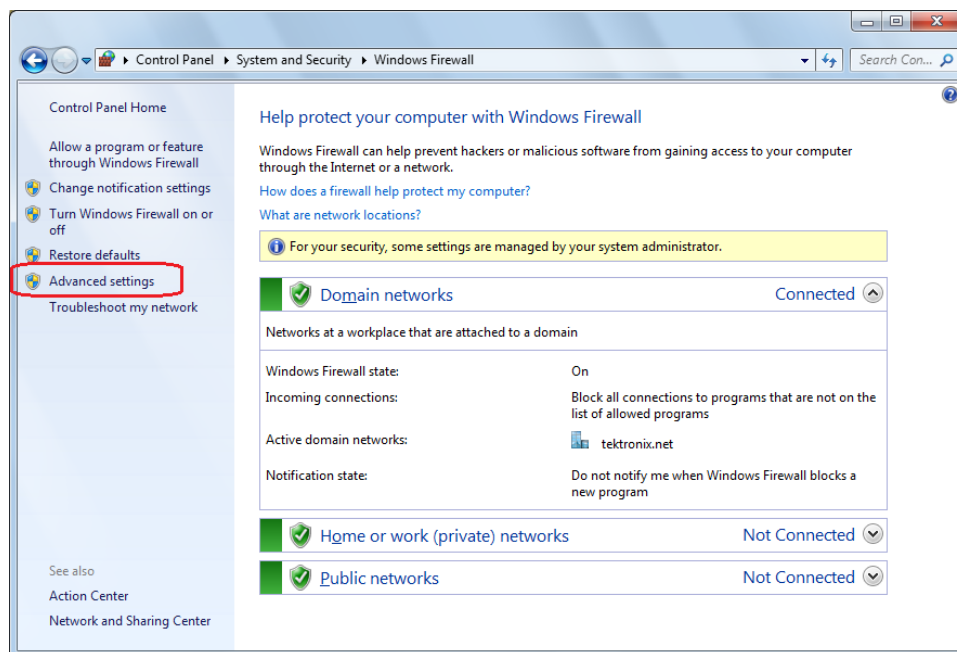 Control Panel ▸ System and Security ▸ Windows Firewall
Search Con...
Control Panel Home
Allow a program or feature
through Windows Firewall
Change notification settings
Turn Windows Firewall on or
off
Restore defaults
Advanced settings
Troubleshoot my network
See also
Action Center
Network and Sharing Center
Help protect your computer with Windows Firewall
Windows Firewall can help prevent hackers or malicious software from gaining access to your computer
through the Internet or a network.
How does a firewall help protect my computer?
What are network locations?
For your security, some settings are managed by your system administrator.
Domain networks Connected
Networks at a workplace that are attached to a domain
Windows Firewall state: On
Incoming connections: Block all connections to programs that are not on the
list of allowed programs
Active domain networks: tektronix.net
Notification state: Do not notify me when Windows Firewall blocks a
new program
Home or work (private) networks Not Connected
Public networks Not Connected